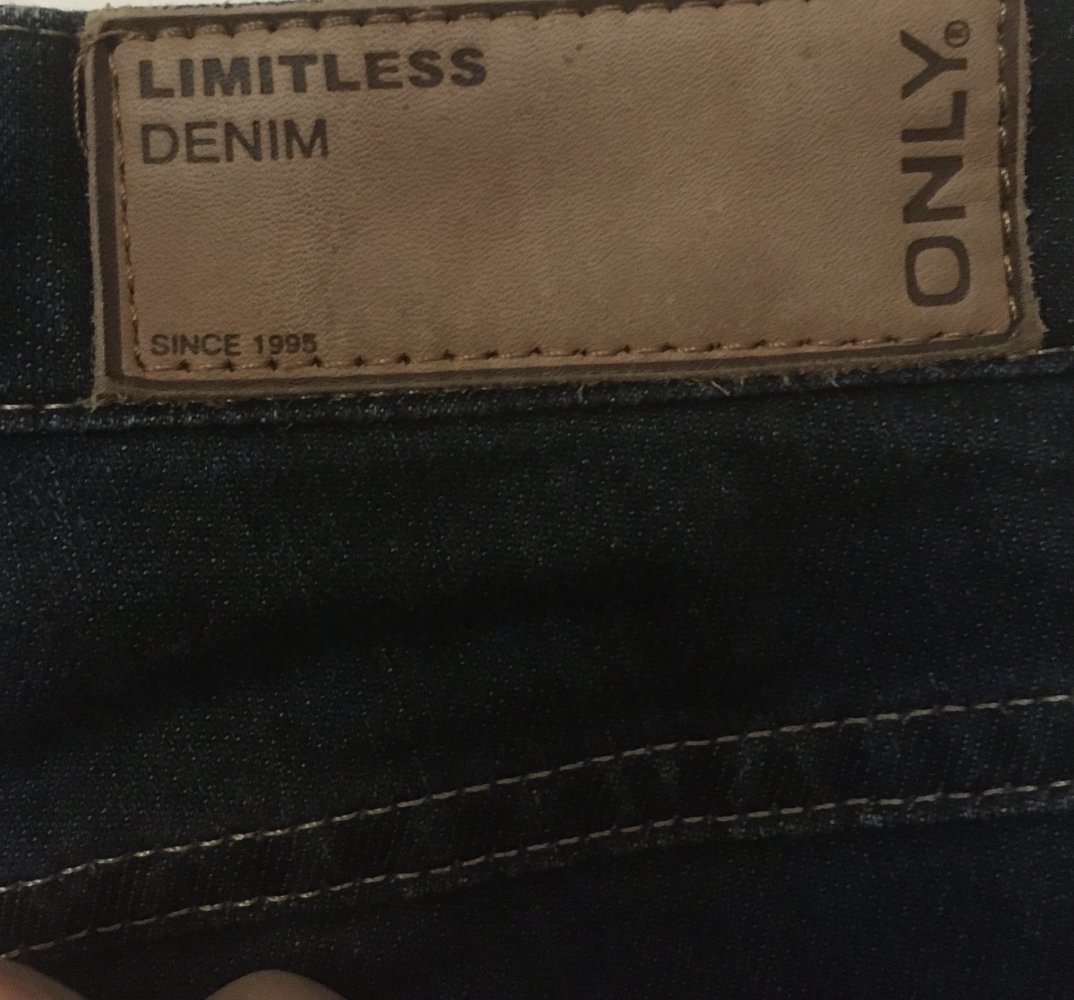 LIMITLESS
DENIM
SINCE 1995
ONLY®